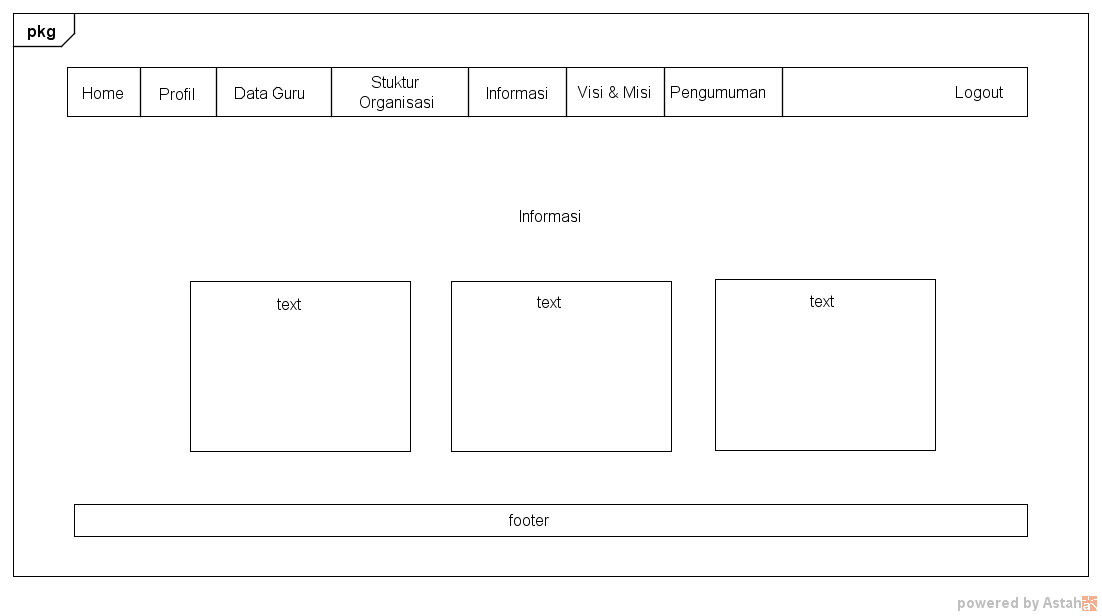 pkg
Home
Profil
Data Guru
Stuktur
Organisasi
Informasi
Visi & Misi
Pengumuman
Logout
Informasi
text
text
text
footer
powered by Astah